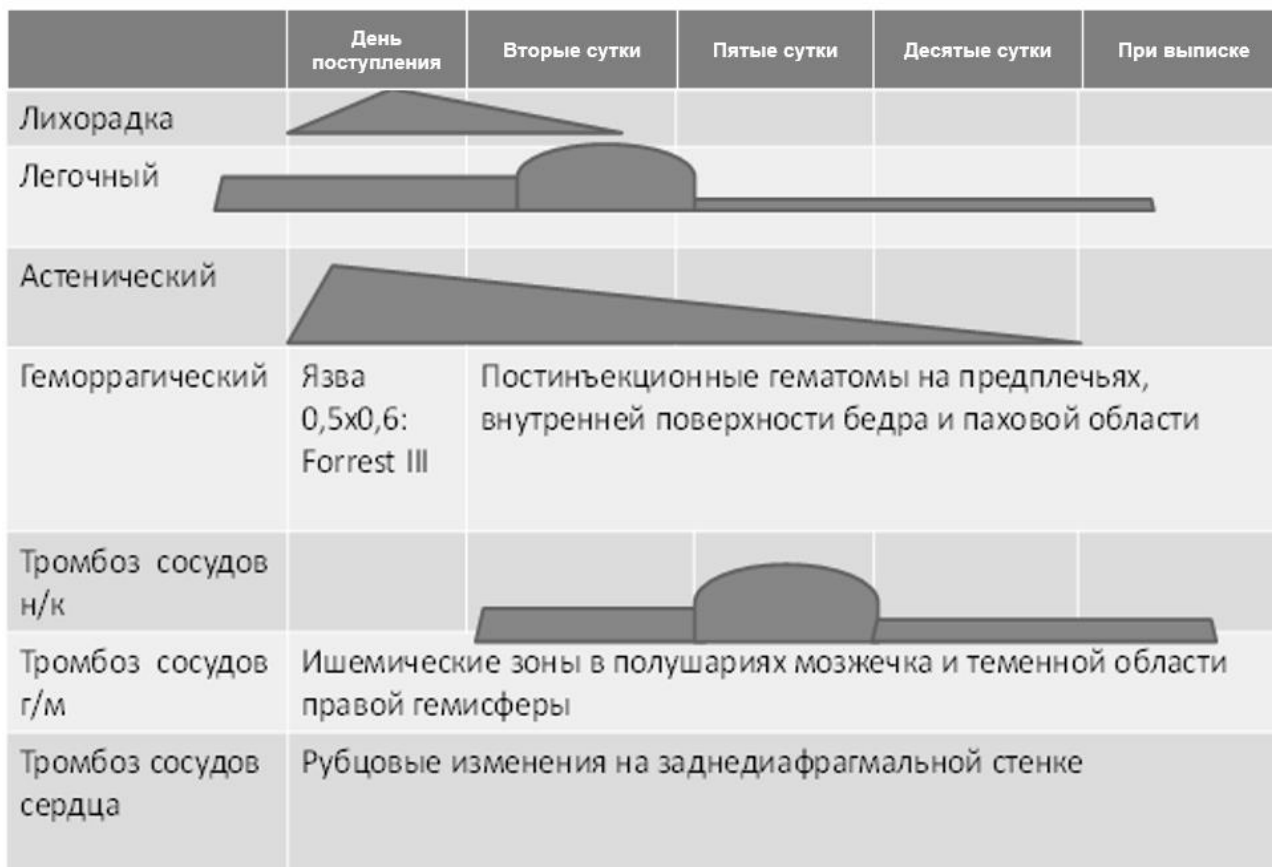 День
поступления
Вторые сутки
Пятые сутки
Десятые сутки
При выписке
Лихорадка
Легочный
Астенический
Геморрагический
Язва
0,5х0,6:
Forrest III
Постинъекционные гематомы на предплечьях,
внутренней поверхности бедра и паховой области
Тромбоз сосудов
н/к
Тромбоз сосудов
г/м
Ишемические зоны в полушариях мозжечка и теменной области
правой гемисферы
Тромбоз сосудов
сердца
Рубцовые изменения на заднедиафрагмальной стенке